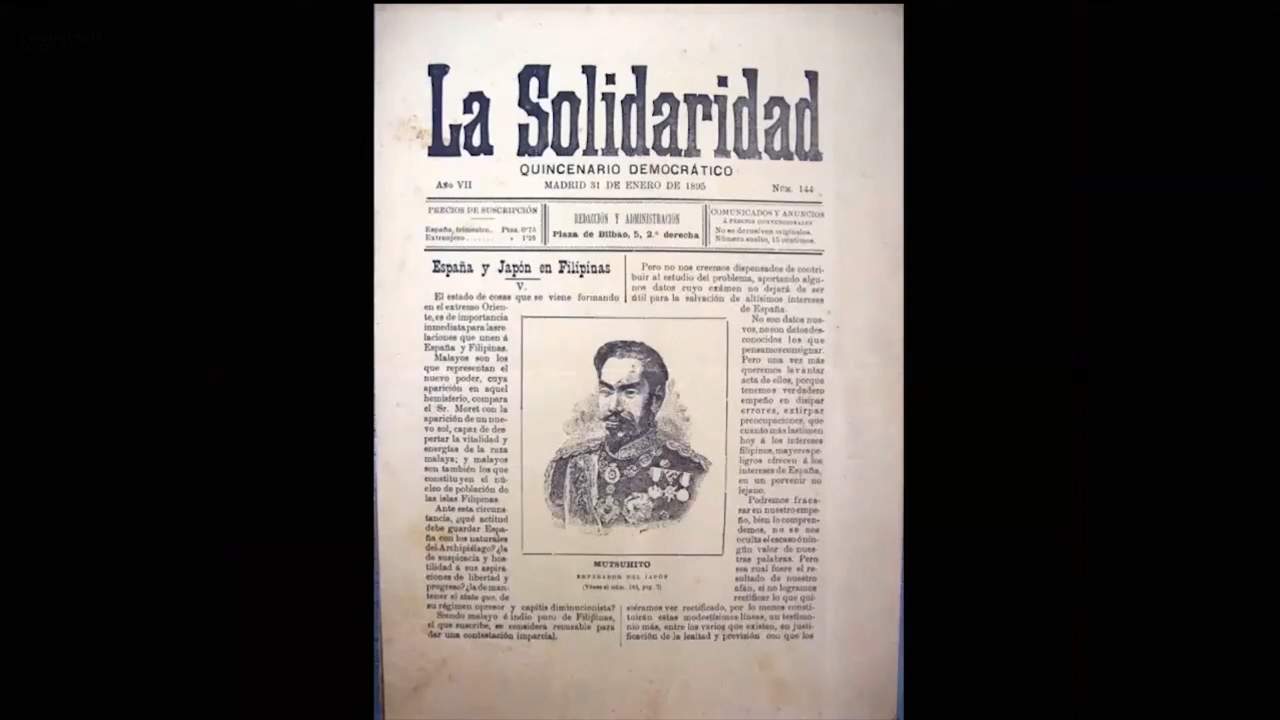 La Solidaridad
QUINCENARIO DEMOCRÁTICO
Año VII
MADRID 31 DE ENERO DE 1895
Núm. 144
PRECIOS DE SUSCRIPCIÓN
España, trimestre. Ptas. 0'75
Extranjero...... » 1'25
REDACCIÓN Y ADMINISTRACIÓN
Plaza de Bilbao, 5, 2.º derecha
COMUNICADOS Y ANUNCIOS
Á PRECIOS CONVENCIONALES
No se devuelven originales.
Número suelto, 15 céntimos.
España y Japón en Filipinas
V.
El estado de cosas que se viene formando
en el extremo Orien-
te, es de importancia
inmediata para las re-
laciones que unen á
España y Filipinas.
Malayos son los
que representan el
nuevo poder, cuya
aparición en aquel
hemisferio, compara
el Sr. Moret con la
aparición de un nue-
vo sol, capaz de des-
pertar la vitalidad y
energías de la raza
malaya; y malayos
son también los que
constituyen el nú-
cleo de población de
las islas Filipinas.
Ante esta circuns-
tancia, ¿qué actitud
debe guardar Espa-
ña con los naturales
del Archipiélago? ¿la
de suspicacia y hos-
tilidad á sus aspira-
ciones de libertad y
progreso? ¿la de man-
tener el statu quo, de
su régimen opresor y capitis diminucionista?
Siendo malayo é indio puro de Filipinas,
el que suscribe, se considera recusable para
dar una contestación imparcial.
MUTSUHITO
EMPERADOR DEL JAPÓN
Pero no nos creemos dispensados de contri-
buir al estudio del problema, aportando algu-
nos datos cuyo exámen no dejará de ser
útil para la salvación de altísimos intereses
de España.
No son datos nue-
vos, no son datos des-
conocidos los que
pensamos consignar.
Pero una vez más
queremos levantar
acta de ellos, porque
tenemos verdadero
empeño en disipar
errores, extirpar
preocupaciones, que
cuanto más lastimen
hoy á los intereses
filipinos, mayores pe-
ligros ofrecen á los
intereses de España,
en un porvenir no
lejano.
Podremos fraca-
sar en nuestro empe-
ño, bien lo compren-
demos, no se nos
oculta el escaso ó nin-
gún valor de nues-
tras palabras. Pero
sea cual fuere el re-
sultado de nuestro
afán, si no logramos
rectificar lo que qui-
siéramos ver rectificado, por lo menos consti-
tuirán estas modestísimas líneas, un testimo-
nio más, entre los varios que existen, en justi-
ficación de la lealtad y previsión con que los